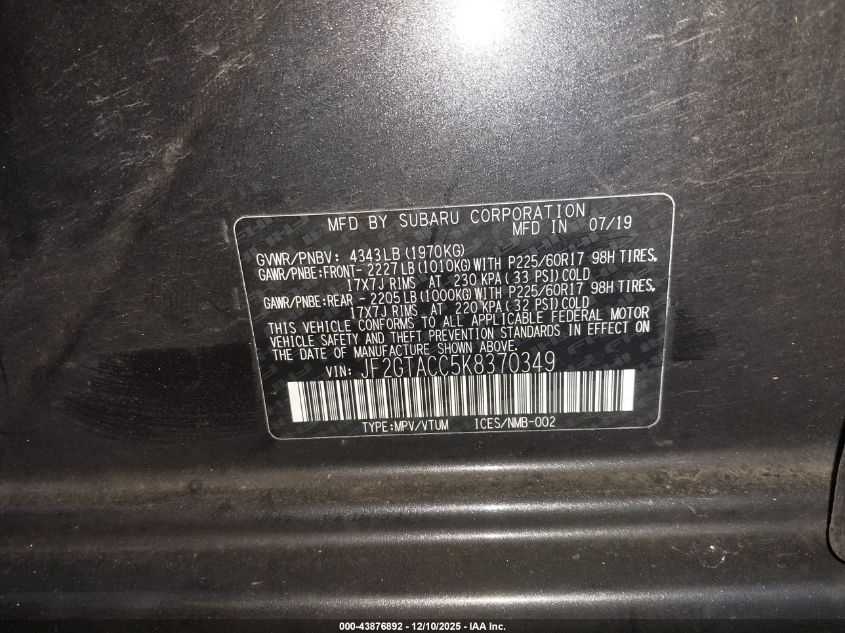 MFD BY SUBARU CORPORATION
MFD IN 07/19
GVWR/PNBV: 4343LB(1970KG)
GAWR/PNBE:FRONT- 2227LB(1010KG)WITH P225/60R17 98H TIRES,
17X7J RIMS AT 230 KPA(33 PSI)COLD
GAWR/PNBE:REAR - 2205LB(1000KG)WITH P225/60R17 98H TIRES,
17X7J RIMS AT 220 KPA(32 PSI)COLD
THIS VEHICLE CONFORMS TO ALL APPLICABLE FEDERAL MOTOR
VEHICLE SAFETY AND THEFT PREVENTION STANDARDS IN EFFECT ON
THE DATE OF MANUFACTURE SHOWN ABOVE.
VIN: JF2GTACC5K8370349
TYPE:MPV/VTUM ICES/NMB-002
000-43876892 - 12/10/2025 - IAA Inc.